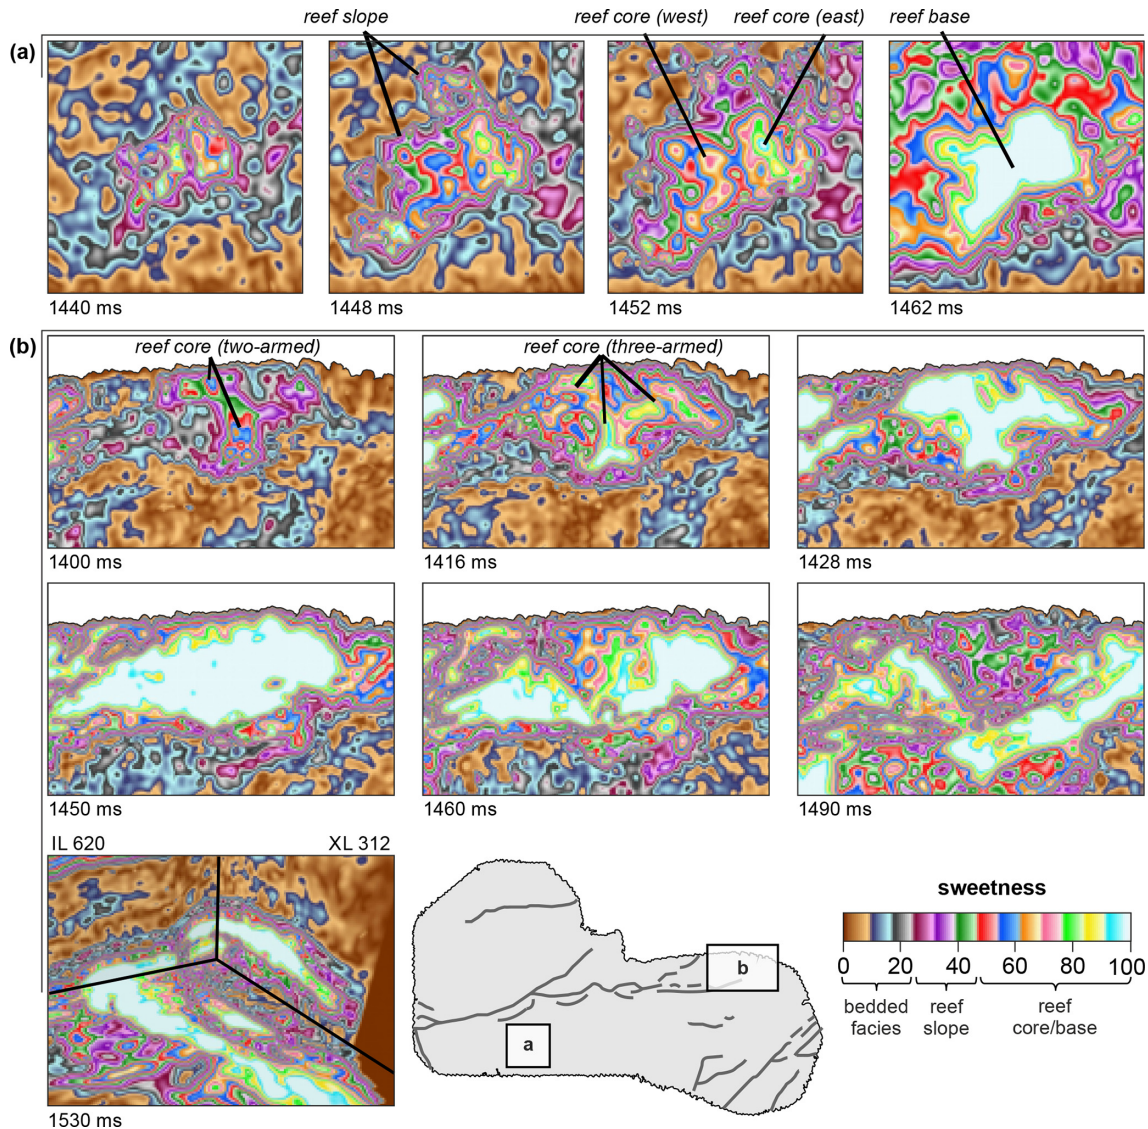 reef slope
reef core (west)
reef core (east)
reef base
(a)
1440 ms
1448 ms
1452 ms
1462 ms
(b)
reef core (two-armed)
reef core (three-armed)
1400 ms
1416 ms
1428 ms
1450 ms
1460 ms
1490 ms
IL 620
XL 312
1530 ms
a
b
sweetness
0 20 40 60 80 100
bedded facies
reef slope
reef core/base